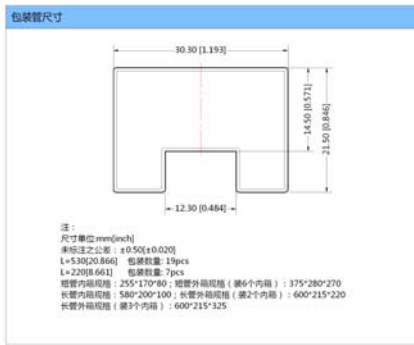 包装管尺寸
30.30 [1.193]
14.50 [0.571]
21.50 [0.846]
12.30 [0.484]
注：
尺寸单位:mm[inch]
未标注之公差：±0.50[±0.020]
L=530[20.866] 包装数量: 19pcs
L=220[8.661] 包装数量: 7pcs
短管内箱规格：255*170*80；短管外箱规格（装6个内箱）：375*280*270
长管内箱规格：580*200*100；长管外箱规格（装2个内箱）：600*215*220
长管外箱规格（装3个内箱）：600*215*325